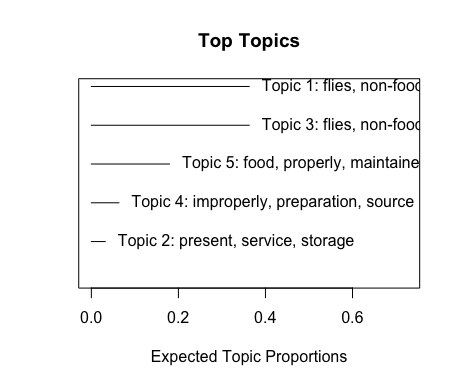 Top Topics
Topic 1: flies, non-food
Topic 3: flies, non-food
Topic 5: food, properly, maintaine
Topic 4: improperly, preparation, source
Topic 2: present, service, storage
0.0 0.2 0.4 0.6
Expected Topic Proportions